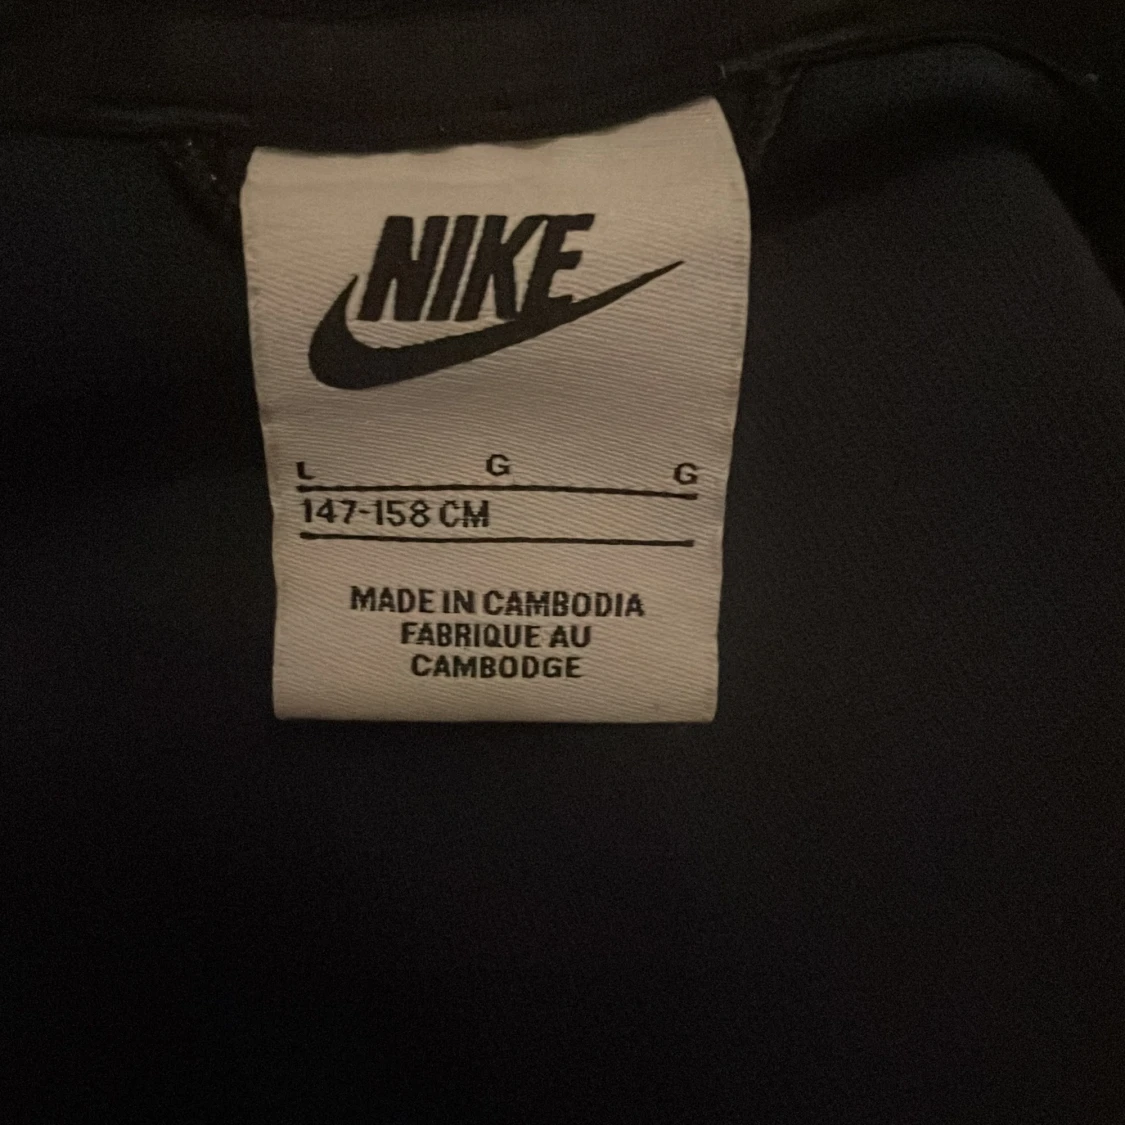 NIKE
L G G
147-158 CM
MADE IN CAMBODIA
FABRIQUE AU
CAMBODGE